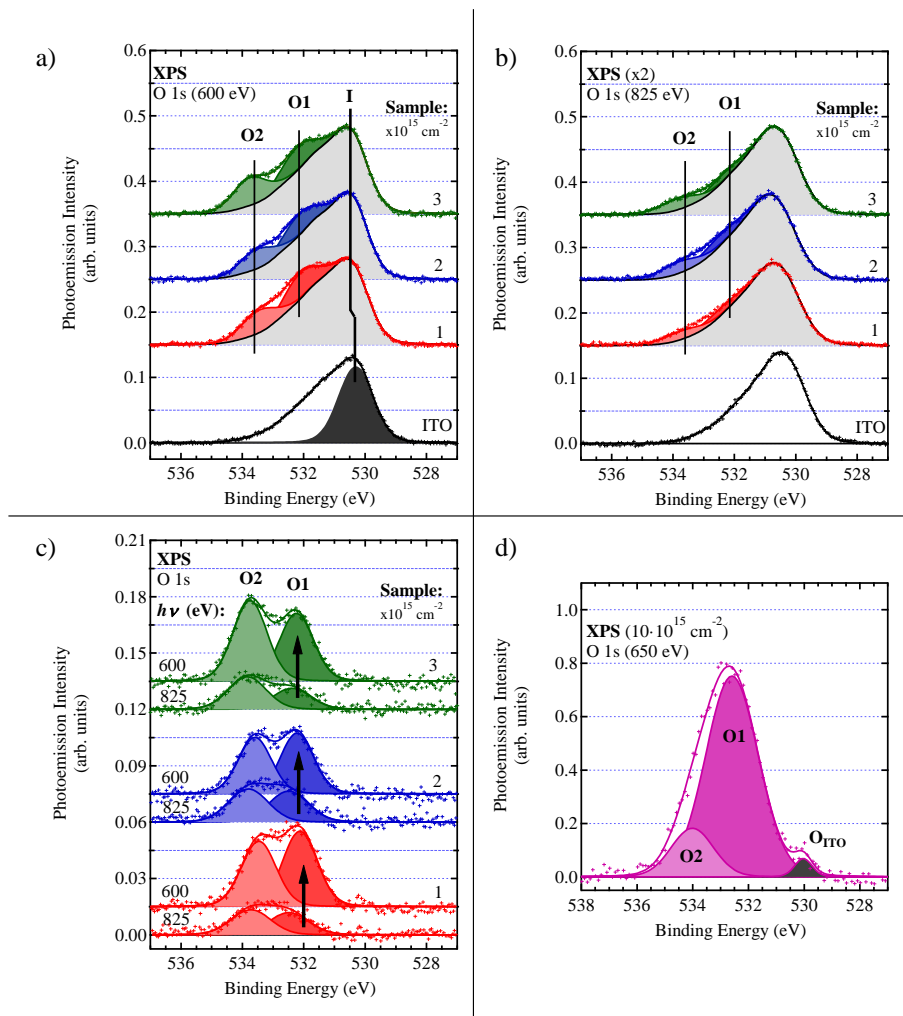 a)
XPS
O 1s (600 eV)
O2
O1
I
Sample:
x10^15 cm^-2
3
2
1
ITO
0.6
0.5
0.4
0.3
0.2
0.1
0.0
536
534
532
530
528
Binding Energy (eV)
Photoemission Intensity
(arb. units)
b)
XPS (x2)
O 1s (825 eV)
O2
O1
Sample:
x10^15 cm^-2
3
2
1
ITO
0.6
0.5
0.4
0.3
0.2
0.1
0.0
536
534
532
530
528
Binding Energy (eV)
Photoemission Intensity
(arb. units)
c)
XPS
O 1s
hν (eV):
O2
O1
Sample:
x10^15 cm^-2
600
825
3
600
825
2
600
825
1
0.21
0.18
0.15
0.12
0.09
0.06
0.03
0.00
536
534
532
530
528
Binding Energy (eV)
Photoemission Intensity
(arb. units)
d)
XPS (10·10^15 cm^-2)
O 1s (650 eV)
O1
O2
O_ITO
1.0
0.8
0.6
0.4
0.2
0.0
538
536
534
532
530
528
Binding Energy (eV)
Photoemission Intensity
(arb. units)